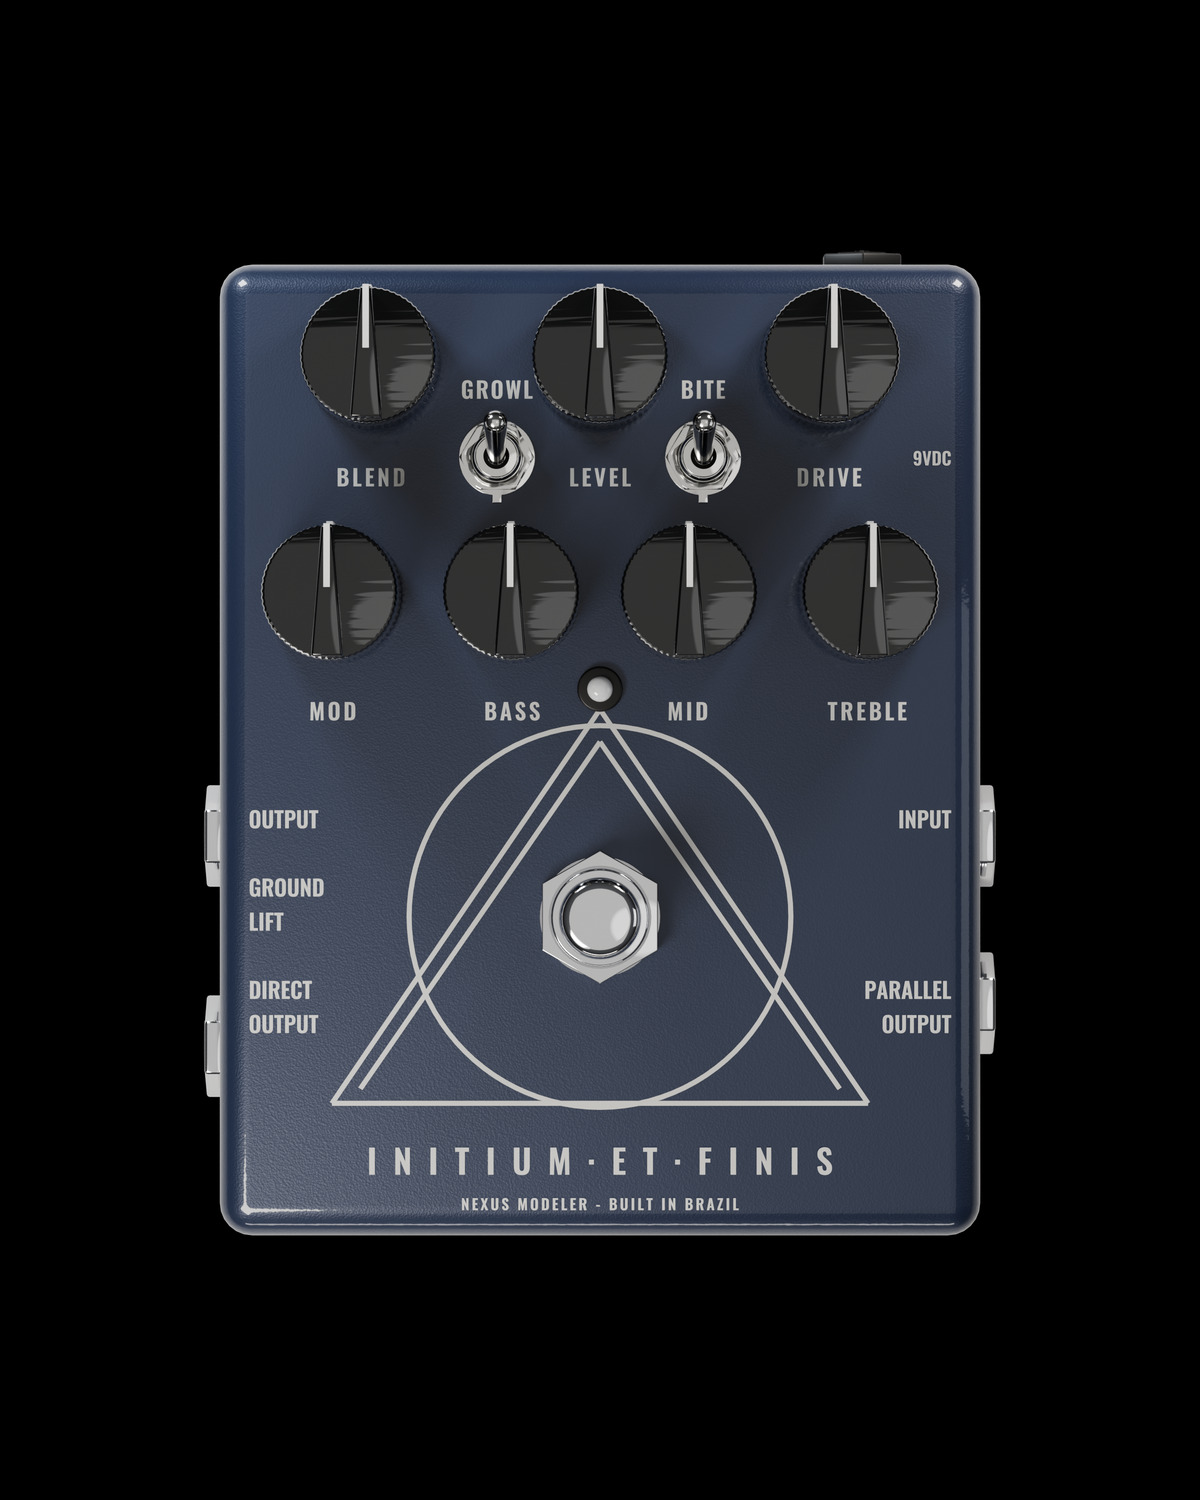 GROWL BITE
BLEND LEVEL DRIVE
9VDC
MOD BASS MID TREBLE
OUTPUT
INPUT
GROUND
LIFT
DIRECT
OUTPUT
PARALLEL
OUTPUT
INITIUM·ET·FINIS
NEXUS MODELER - BUILT IN BRAZIL